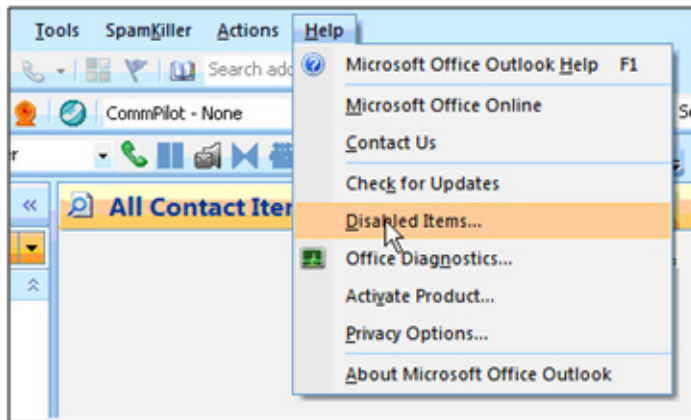 Tools SpamKiller Actions Help
Search add
CommPilot - None
r
All Contact Iter
Microsoft Office Outlook Help F1
Microsoft Office Online
Contact Us
Check for Updates
Disabled Items...
Office Diagnostics...
Activate Product...
Privacy Options...
About Microsoft Office Outlook